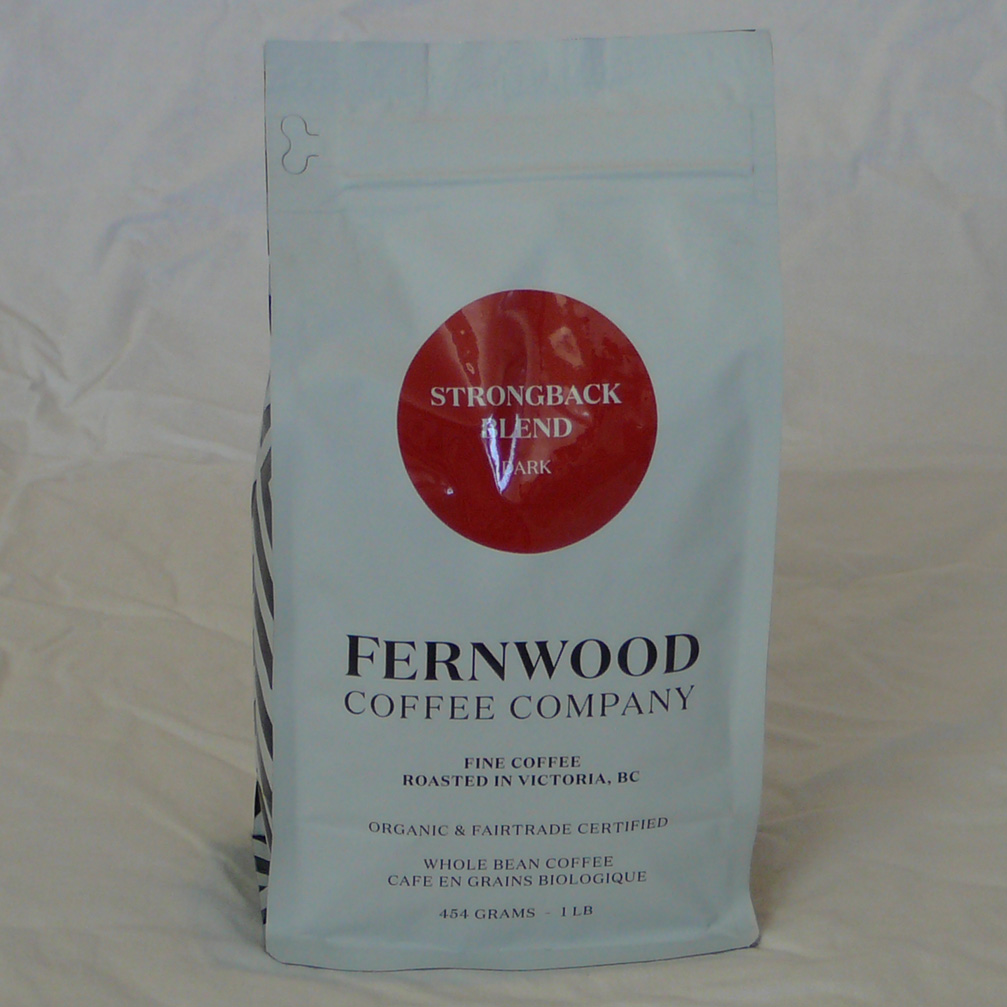 STRONGBACK
BLEND
DARK
FERNWOOD
COFFEE COMPANY
FINE COFFEE
ROASTED IN VICTORIA, BC
ORGANIC & FAIRTRADE CERTIFIED
WHOLE BEAN COFFEE
CAFE EN GRAINS BIOLOGIQUE
454 GRAMS - 1 LB